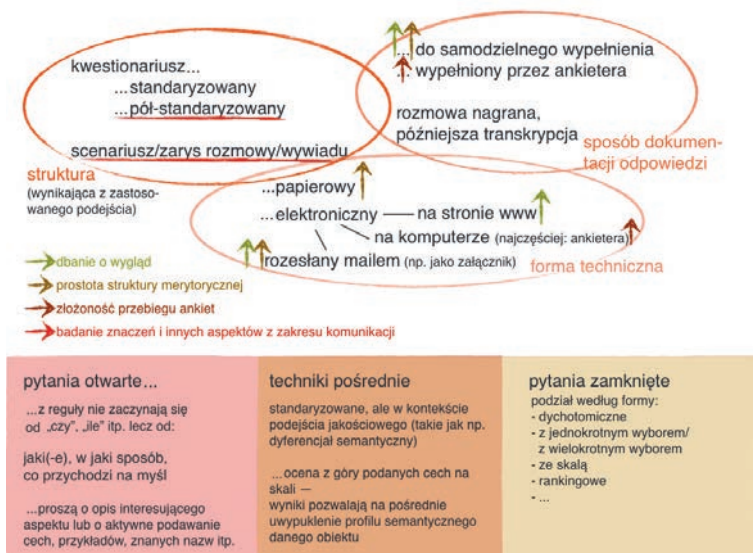 kwestionariusz...
...standaryzowany
...pół-standaryzowany
scenariusz/zarys rozmowy/wywiadu
struktura
(wynikająca z zastoso-
wanego podejścia)
... do samodzielnego wypełnienia
... wypełniony przez ankietera
rozmowa nagrana,
późniejsza transkrypcja
sposób dokumen-
tacji odpowiedzi
...papierowy
...elektroniczny
na stronie www
na komputerze (najczęściej: ankietera)
rozesłany mailem (np. jako załącznik)
forma techniczna
dbanie o wygląd
prostota struktury merytorycznej
złożoność przebiegu ankiet
badanie znaczeń i innych aspektów z zakresu komunikacji
pytania otwarte...
...z reguły nie zaczynają się
od „czy”, „ile” itp. lecz od:
jaki(-e), w jaki sposób,
co przychodzi na myśl
...proszą o opis interesującego
aspektu lub o aktywne podawanie
cech, przykładów, znanych nazw itp.
techniki pośrednie
standaryzowane, ale w kontekście
podejścia jakościowego (takie jak np.
dyferencjał semantyczny)
...ocena z góry podanych cech na
skali —
wyniki pozwalają na pośrednie
uwypuklenie profilu semantycznego
danego obiektu
pytania zamknięte
podział według formy:
- dychotomiczne
- z jednokrotnym wyborem/
z wielokrotnym wyborem
- ze skalą
- rankingowe
- ...